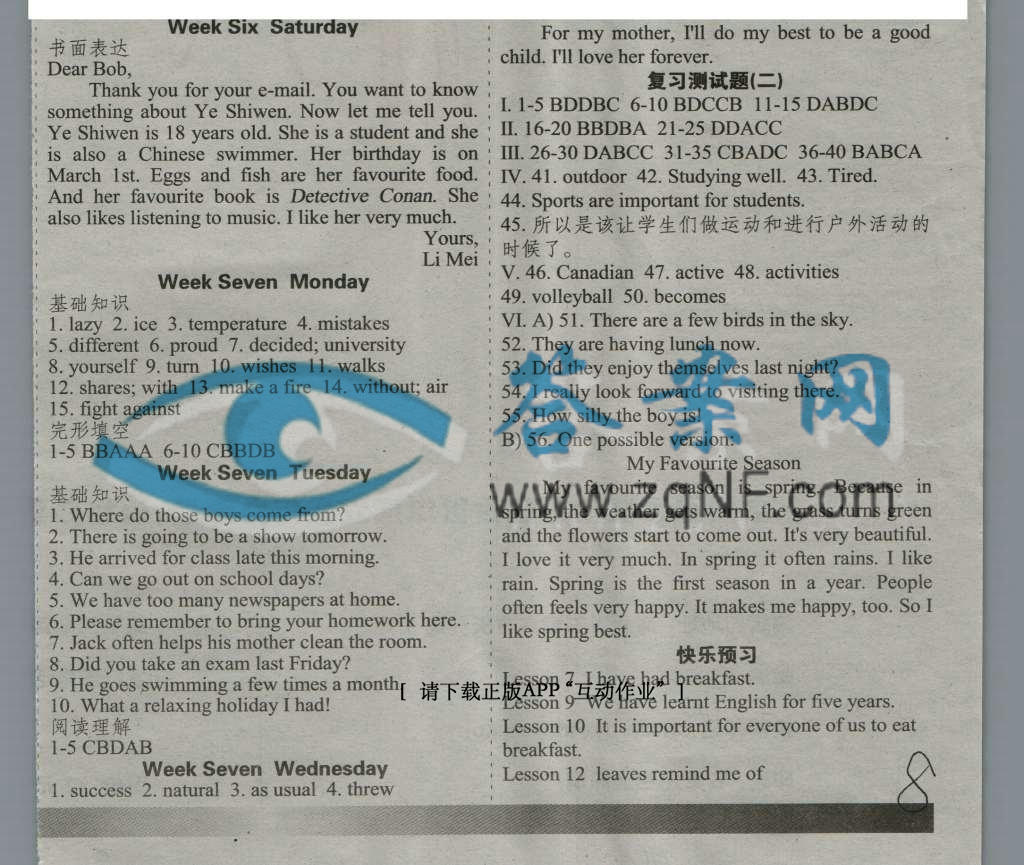 Week Six Saturday
书面表达
Dear Bob,
Thank you for your e-mail. You want to know
something about Ye Shiwen. Now let me tell you.
Ye Shiwen is 18 years old. She is a student and she
is also a Chinese swimmer. Her birthday is on
March 1st. Eggs and fish are her favourite food.
And her favourite book is Detective Conan. She
also likes listening to music. I like her very much.
Yours,
Li Mei
Week Seven Monday
基础知识
1. lazy 2. ice 3. temperature 4. mistakes
5. different 6. proud 7. decided; university
8. yourself 9. turn 10. wishes 11. walks
12. shares; with 13. make a fire 14. without; air
15. fight against
完形填空
1-5 BBAAA 6-10 CBBDB
Week Seven Tuesday
基础知识
1. Where do those boys come from?
2. There is going to be a show tomorrow.
3. He arrived for class late this morning.
4. Can we go out on school days?
5. We have too many newspapers at home.
6. Please remember to bring your homework here.
7. Jack often helps his mother clean the room.
8. Did you take an exam last Friday?
9. He goes swimming a few times a month.
10. What a relaxing holiday I had!
阅读理解
1-5 CBDAB
Week Seven Wednesday
1. success 2. natural 3. as usual 4. threw
For my mother, I'll do my best to be a good
child. I'll love her forever.
复习测试题(二)
I. 1-5 BDDBC 6-10 BDCCB 11-15 DABDC
II. 16-20 BBDBA 21-25 DDACC
III. 26-30 DABCC 31-35 CBADC 36-40 BABCA
IV. 41. outdoor 42. Studying well. 43. Tired.
44. Sports are important for students.
45. 所以是该让学生们做运动和进行户外活动的
时候了。
V. 46. Canadian 47. active 48. activities
49. volleyball 50. becomes
VI. A) 51. There are a few birds in the sky.
52. They are having lunch now.
53. Did they enjoy themselves last night?
54. I really look forward to visiting there.
55. How silly the boy is!
B) 56. One possible version:
My Favourite Season
My favourite season is spring. Because in
spring, the weather gets warm, the grass turns green
and the flowers start to come out. It's very beautiful.
I love it very much. In spring it often rains. I like
rain. Spring is the first season in a year. People
often feels very happy. It makes me happy, too. So I
like spring best.
快乐预习
Lesson 7 I have had breakfast.
Lesson 9 We have learnt English for five years.
Lesson 10 It is important for everyone of us to eat
breakfast.
Lesson 12 leaves remind me of
答案网
www.zqNF.com
[ 请下载正版APP“互动作业” ]
8